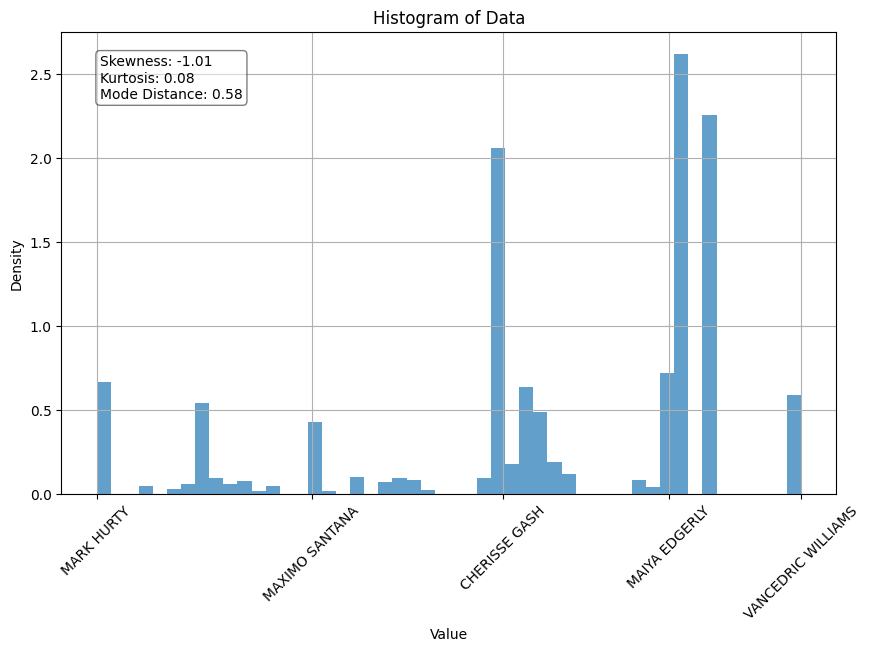 Histogram of Data
Skewness: -1.01
Kurtosis: 0.08
Mode Distance: 0.58
Density
2.5
2.0
1.5
1.0
0.5
0.0
MARK HURTY
MAXIMO SANTANA
CHERISSE GASH
MAIYA EDGERLY
VANCEDRIC WILLIAMS
Value